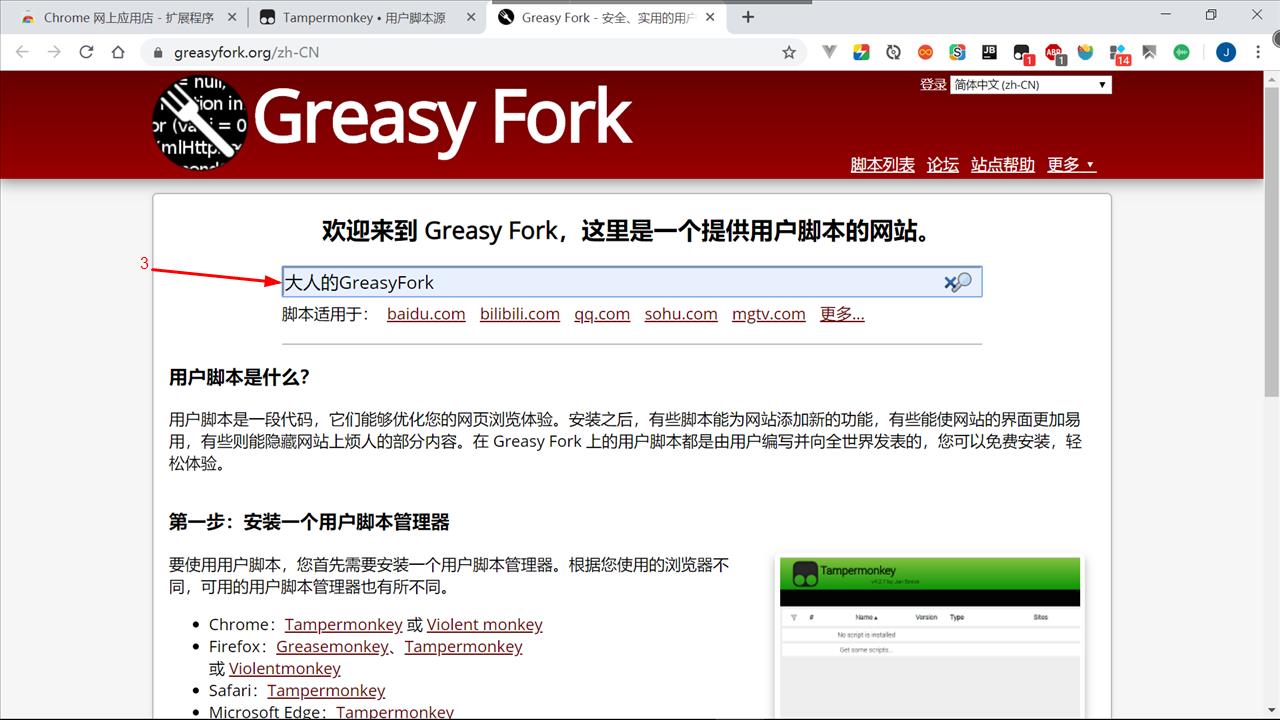 Chrome 网上应用店 - 扩展程序
Tampermonkey • 用户脚本源
Greasy Fork - 安全、实用的用户
greasyfork.org/zh-CN
JB
1
ABP
1
14
J
= null,
tion in
or (va i = 0
mlHttp
Greasy Fork
登录
简体中文 (zh-CN)
脚本列表 论坛 站点帮助 更多
欢迎来到 Greasy Fork，这里是一个提供用户脚本的网站。
3
大人的GreasyFork
脚本适用于： baidu.com bilibili.com qq.com sohu.com mgtv.com 更多...
用户脚本是什么？
用户脚本是一段代码，它们能够优化您的网页浏览体验。安装之后，有些脚本能为网站添加新的功能，有些能使网站的界面更加易
用，有些则能隐藏网站上烦人的部分内容。在 Greasy Fork 上的用户脚本都是由用户编写并向全世界发表的，您可以免费安装，轻
松体验。
第一步：安装一个用户脚本管理器
要使用用户脚本，您首先需要安装一个用户脚本管理器。根据您使用的浏览器不
同，可用的用户脚本管理器也有所不同。
• Chrome：Tampermonkey 或 Violent monkey
• Firefox：Greasemonkey、Tampermonkey
或 Violentmonkey
• Safari：Tampermonkey
• Microsoft Edge：Tampermonkey
Tampermonkey
# Name Version Type Sites
No script is installed
Get some scripts...